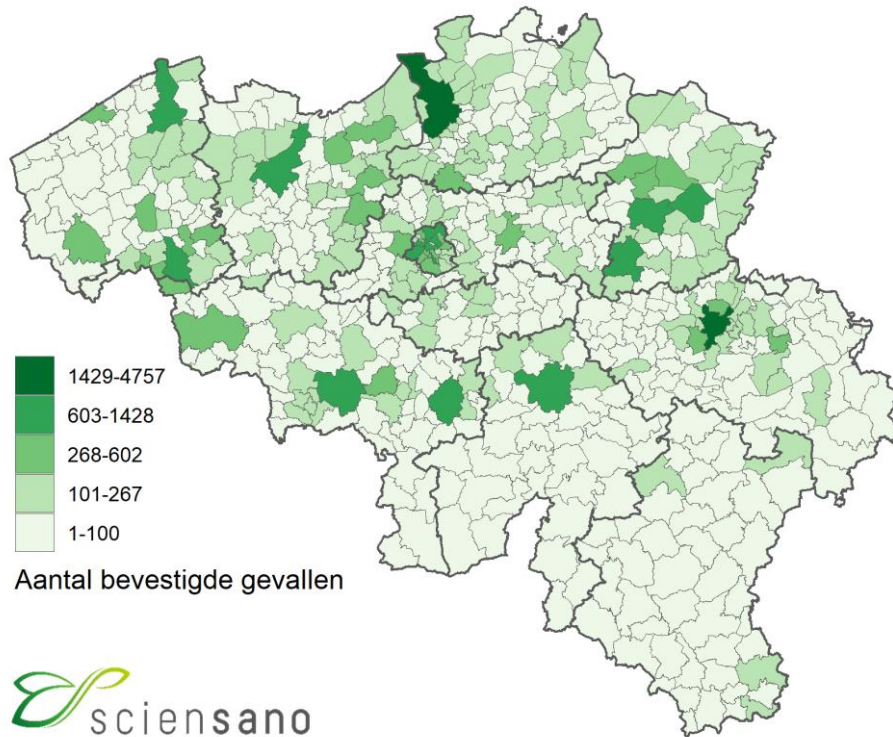 1429-4757
603-1428
268-602
101-267
1-100
Aantal bevestigde gevallen
sciensano